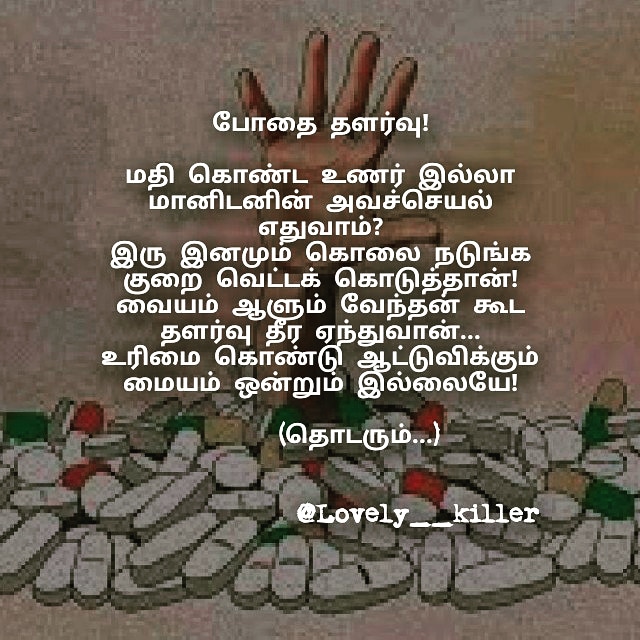 போதை தளர்வு!
மதி கொண்ட உணர் இல்லா
மானிடனின் அவச்செயல்
எதுவாம்?
இரு இனமும் கொலை நடுங்க
குறை வெட்டக் கொடுத்தான்!
வையம் ஆளும் வேந்தன் கூட
தளர்வு தீர ஏந்துவான்...
உரிமை கொண்டு ஆட்டுவிக்கும்
மையம் ஒன்றும் இல்லையே!
(தொடரும்...)
@Lovely__killer